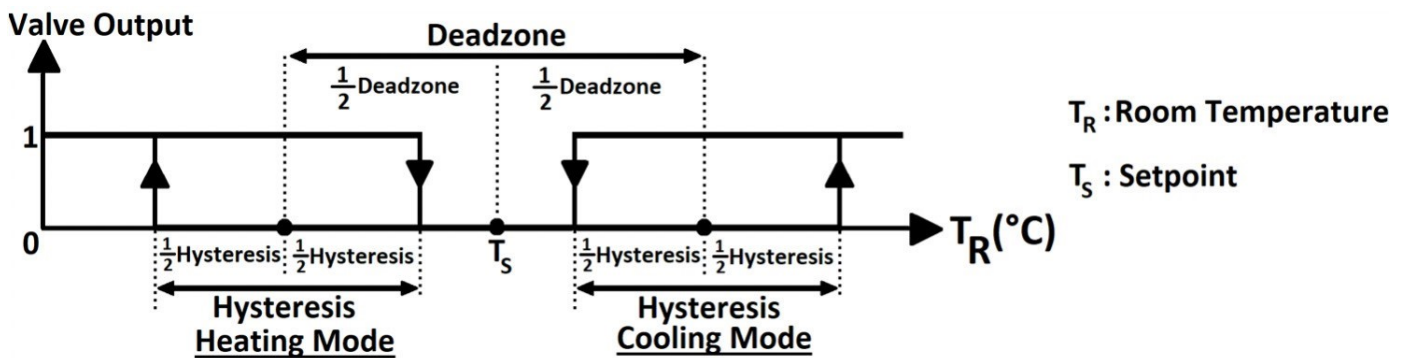 Valve Output
Deadzone
1/2 Deadzone 1/2 Deadzone
T_R : Room Temperature
1
T_S : Setpoint
0
1/2 Hysteresis 1/2 Hysteresis T_S 1/2 Hysteresis 1/2 Hysteresis T_R (°C)
Hysteresis Hysteresis
Heating Mode Cooling Mode